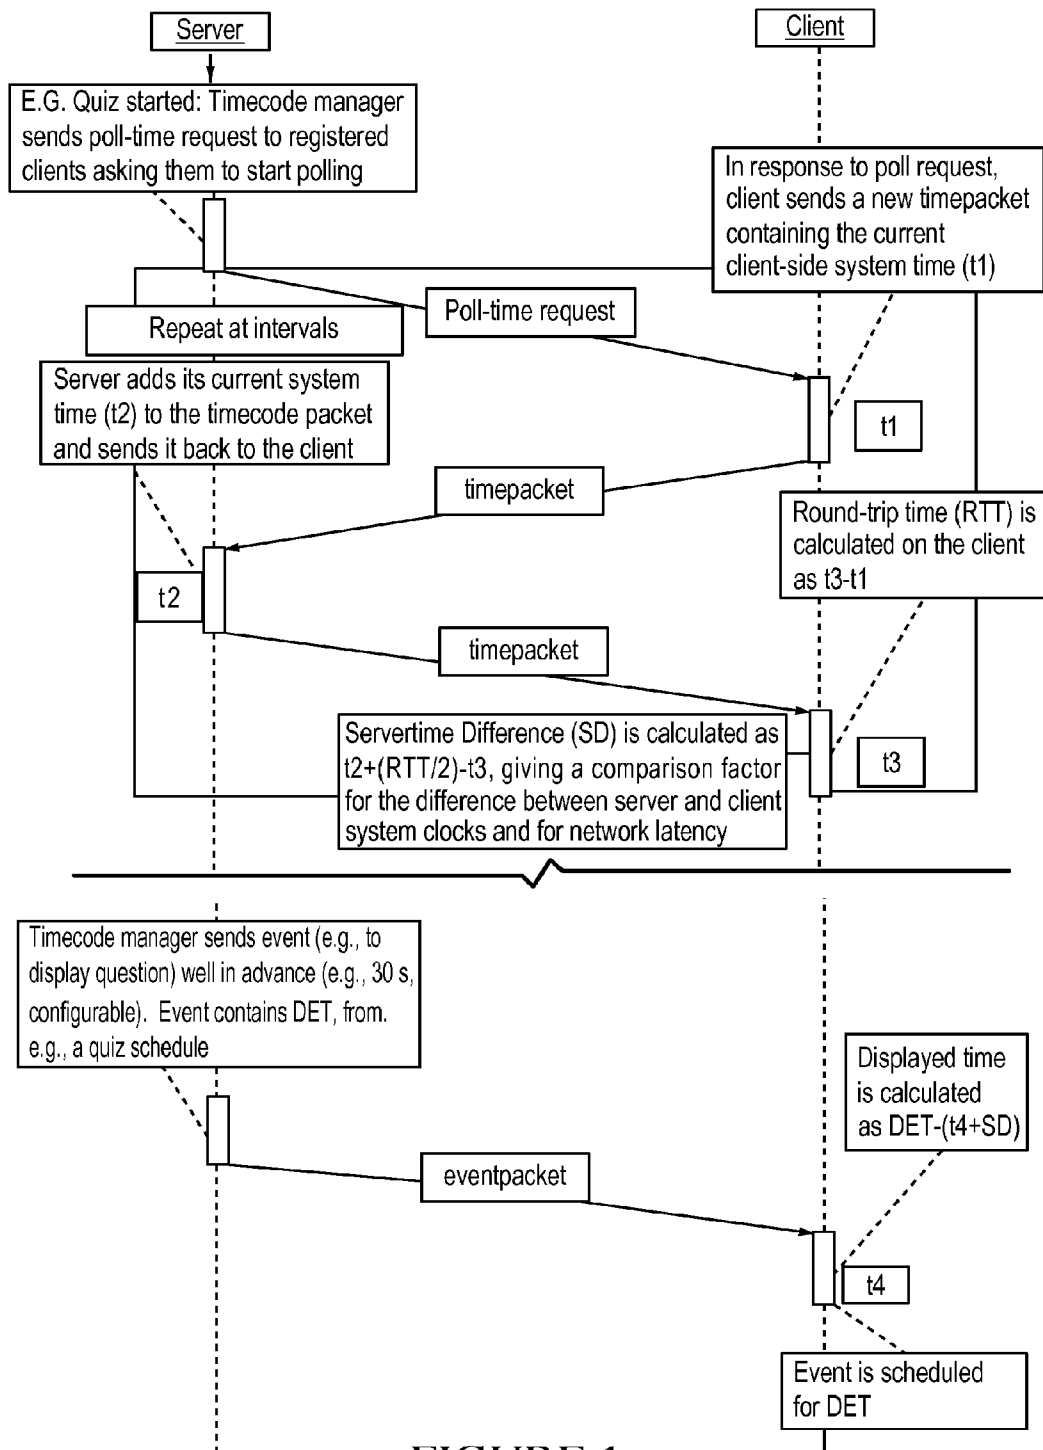 Server
Client
E.G. Quiz started: Timecode manager
sends poll-time request to registered
clients asking them to start polling
In response to poll request,
client sends a new timepacket
containing the current
client-side system time (t1)
Poll-time request
Repeat at intervals
Server adds its current system
time (t2) to the timecode packet
and sends it back to the client
t1
timepacket
Round-trip time (RTT) is
calculated on the client
as t3-t1
t2
timepacket
Servertime Difference (SD) is calculated as
t2+(RTT/2)-t3, giving a comparison factor
for the difference between server and client
system clocks and for network latency
t3
Timecode manager sends event (e.g., to
display question) well in advance (e.g., 30 s,
configurable). Event contains DET, from.
e.g., a quiz schedule
Displayed time
is calculated
as DET-(t4+SD)
eventpacket
t4
Event is scheduled
for DET
FIGURE 1